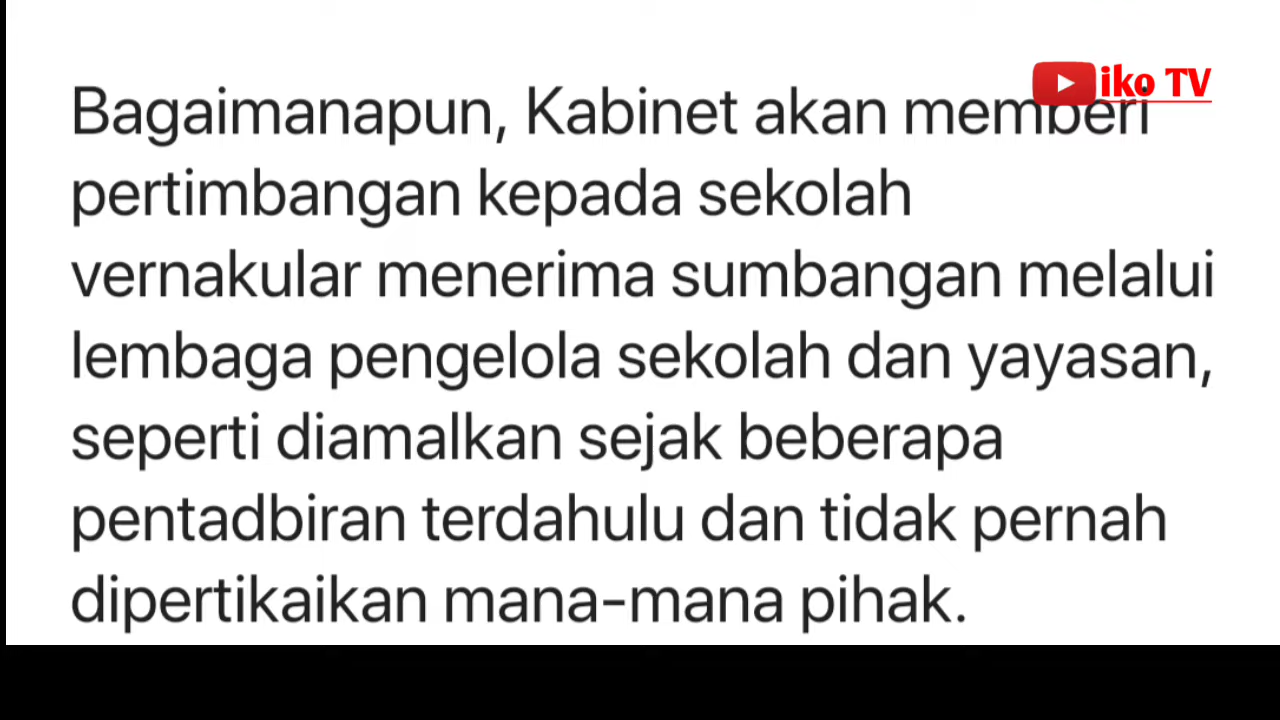 iko TV
Bagaimanapun, Kabinet akan memberi
pertimbangan kepada sekolah
vernakular menerima sumbangan melalui
lembaga pengelola sekolah dan yayasan,
seperti diamalkan sejak beberapa
pentadbiran terdahulu dan tidak pernah
dipertikaikan mana-mana pihak.